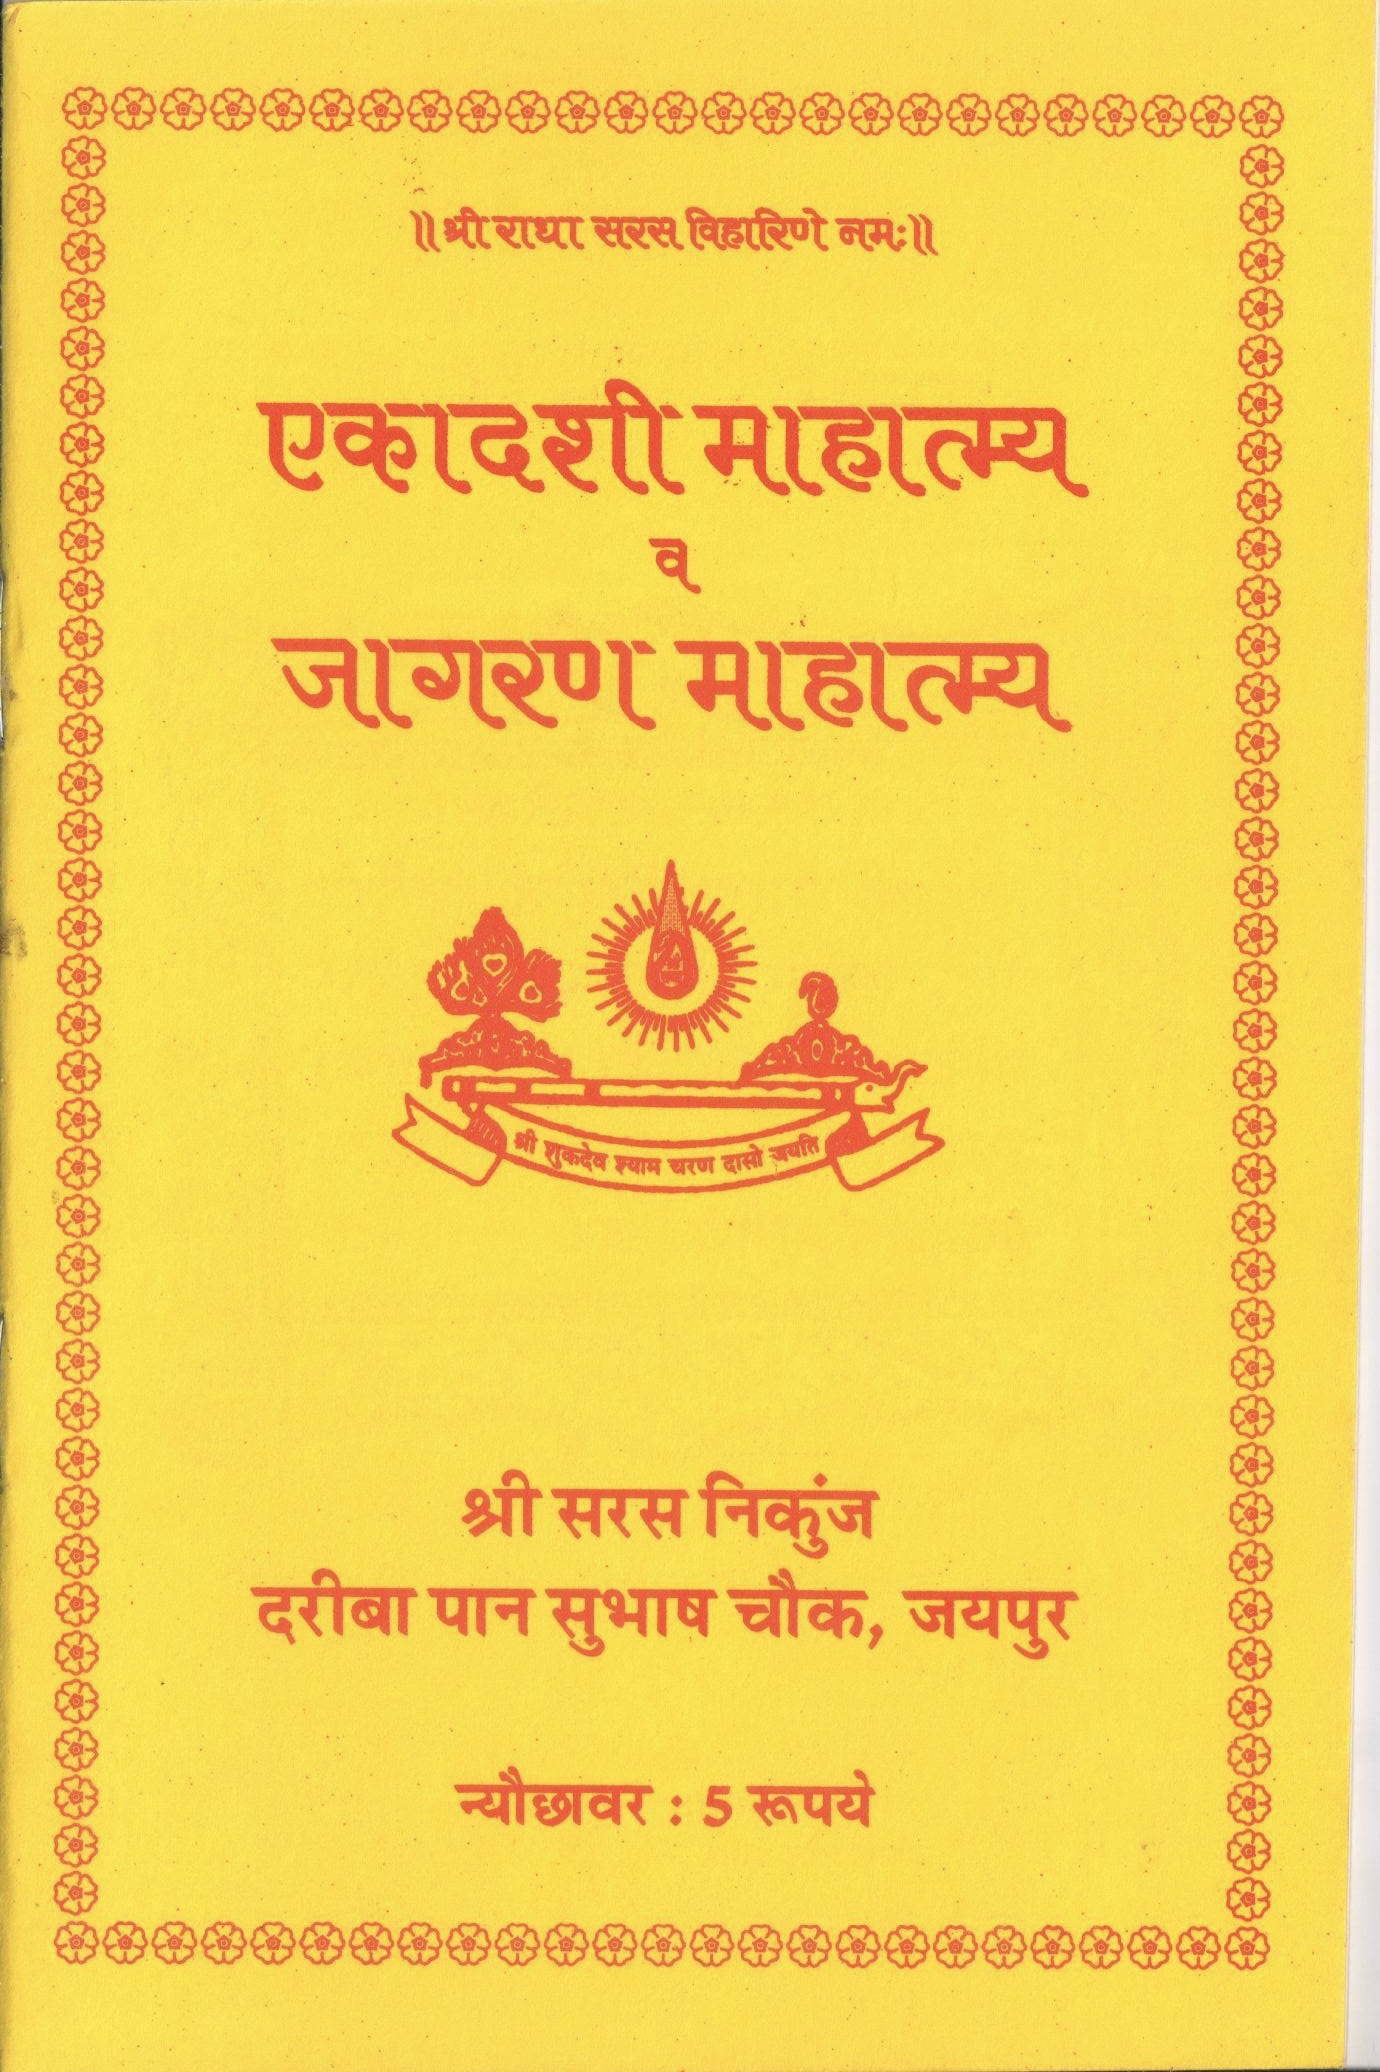 ॥श्री राधा सरस विहारिणे नमः॥
एकादशी माहात्म्य
व
जागरण माहात्म्य
श्री शुकदेव श्याम चरण दासो जयति
श्री सरस निकुंज
दरीबा पान सुभाष चौक, जयपुर
न्यौछावर : 5 रूपये